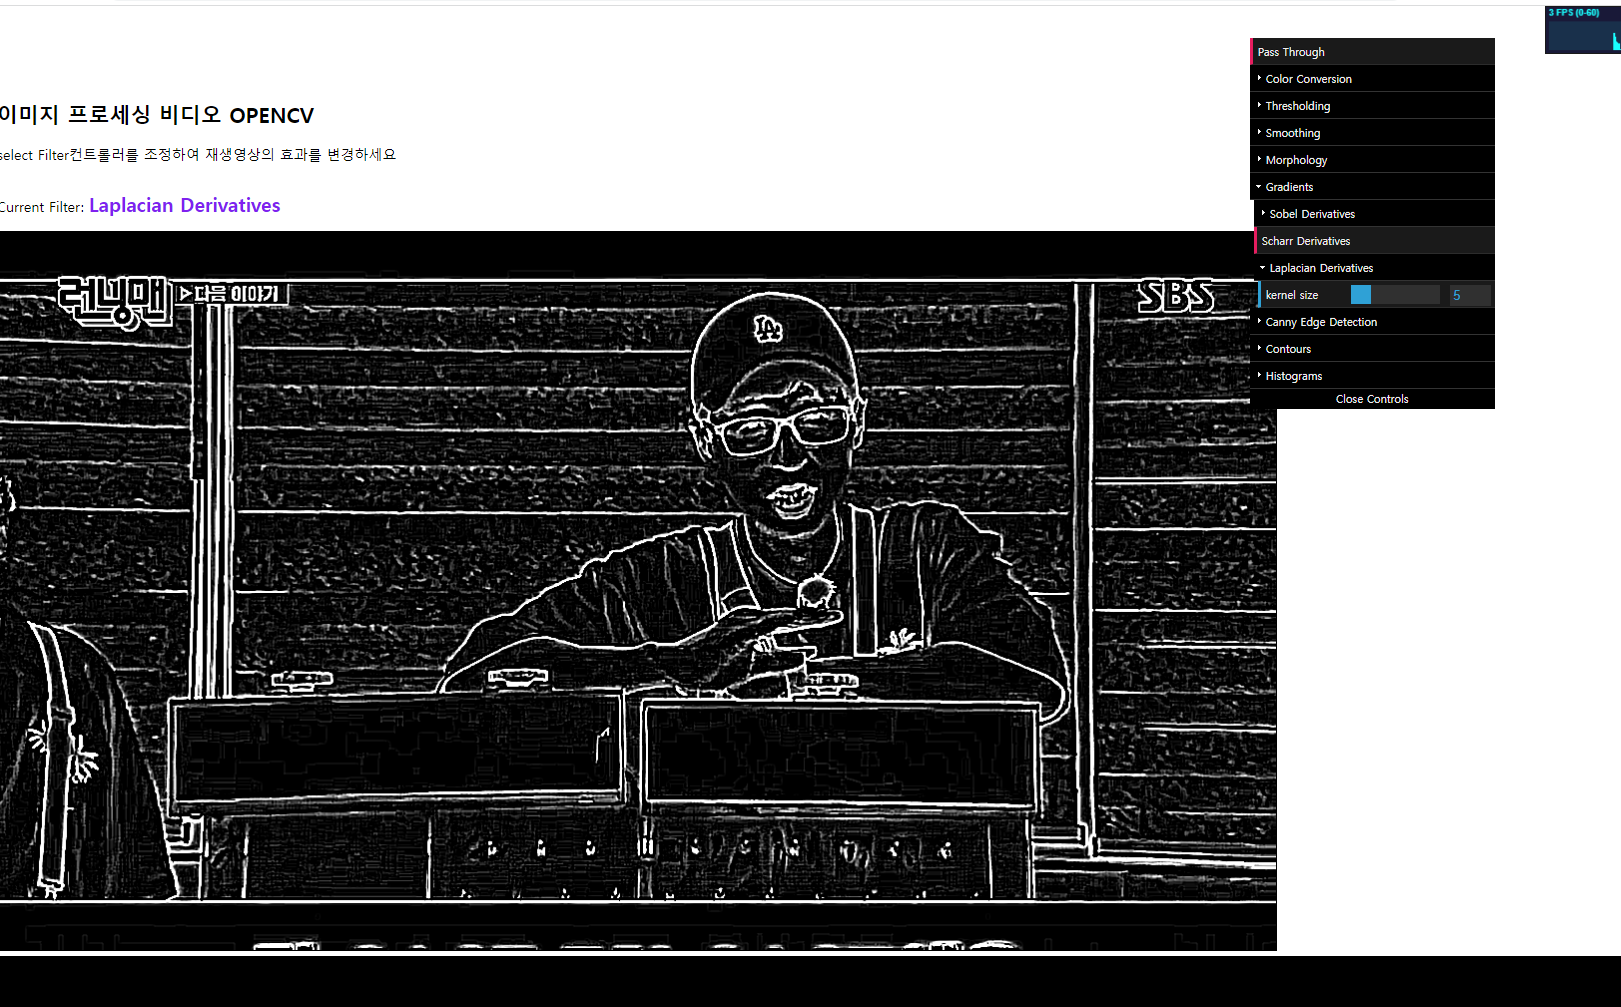 3 FPS (0-60)
Pass Through
Color Conversion
Thresholding
Smoothing
Morphology
Gradients
Sobel Derivatives
Scharr Derivatives
Laplacian Derivatives
kernel size 5
Canny Edge Detection
Contours
Histograms
Close Controls
이미지 프로세싱 비디오 OPENCV
select Filter컨트롤러를 조정하여 재생영상의 효과를 변경하세요
Current Filter: Laplacian Derivatives
런닝맨 ▷다음 이야기
SBS
LA